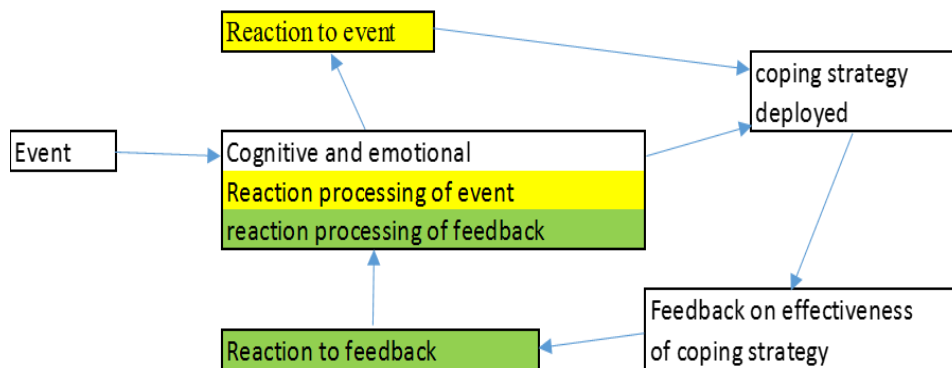 Reaction to event
coping strategy
deployed
Event
Cognitive and emotional
Reaction processing of event
reaction processing of feedback
Feedback on effectiveness
of coping strategy
Reaction to feedback